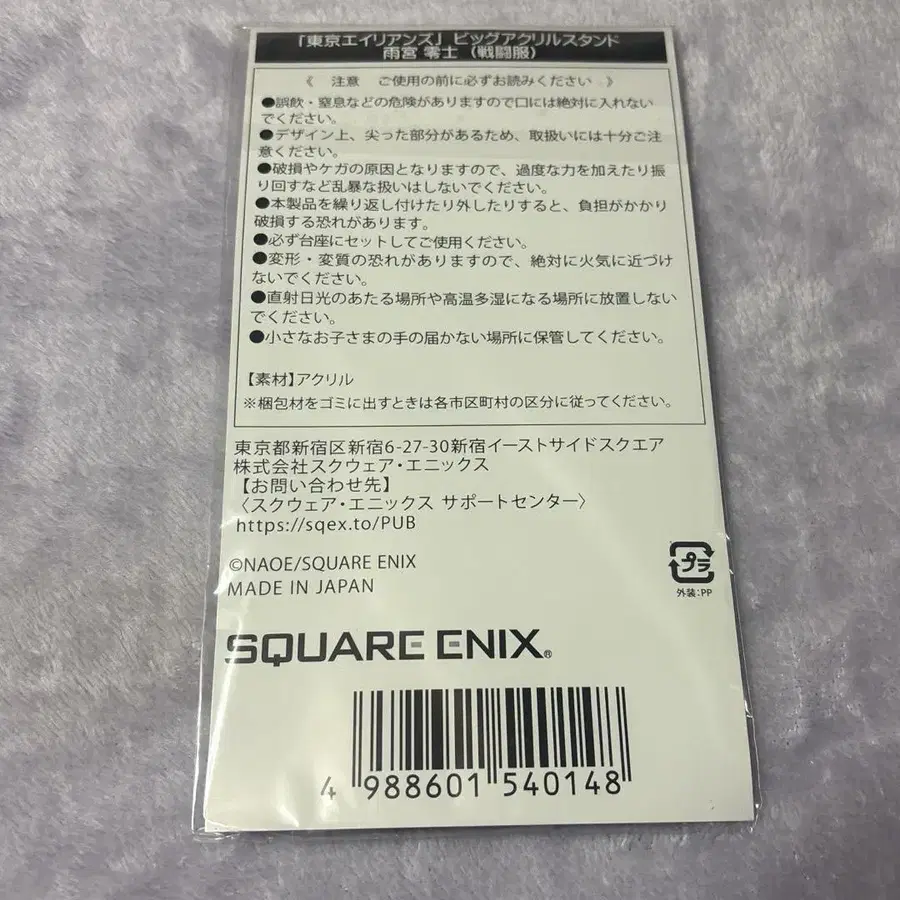 「東京エイリアンズ」ビッグアクリルスタンド
雨宮 零士（戦闘服）
《 注意 ご使用の前に必ずお読みください 》
●誤飲・窒息などの危険がありますので口には絶対に入れない
でください。
●デザイン上、尖った部分があるため、取扱いには十分ご注
意ください。
●破損やケガの原因となりますので、過度な力を加えたり振
り回すなど乱暴な扱いはしないでください。
●本製品を繰り返し付けたり外したりすると、負担がかかり
破損する恐れがあります。
●必ず台座にセットしてご使用ください。
●変形・変質の恐れがありますので、絶対に火気に近づけ
ないでください。
●直射日光のあたる場所や高温多湿になる場所に放置しない
でください。
●小さなお子さまの手の届かない場所に保管してください。
【素材】アクリル
※梱包材をゴミに出すときは各市区町村の区分に従ってください。
東京都新宿区新宿6-27-30新宿イーストサイドスクエア
株式会社スクウェア・エニックス
【お問い合わせ先】
〈スクウェア・エニックス サポートセンター〉
https://sqex.to/PUB
©NAOE/SQUARE ENIX
MADE IN JAPAN
プラ
外装:PP
SQUARE ENIX®
4 988601 540148